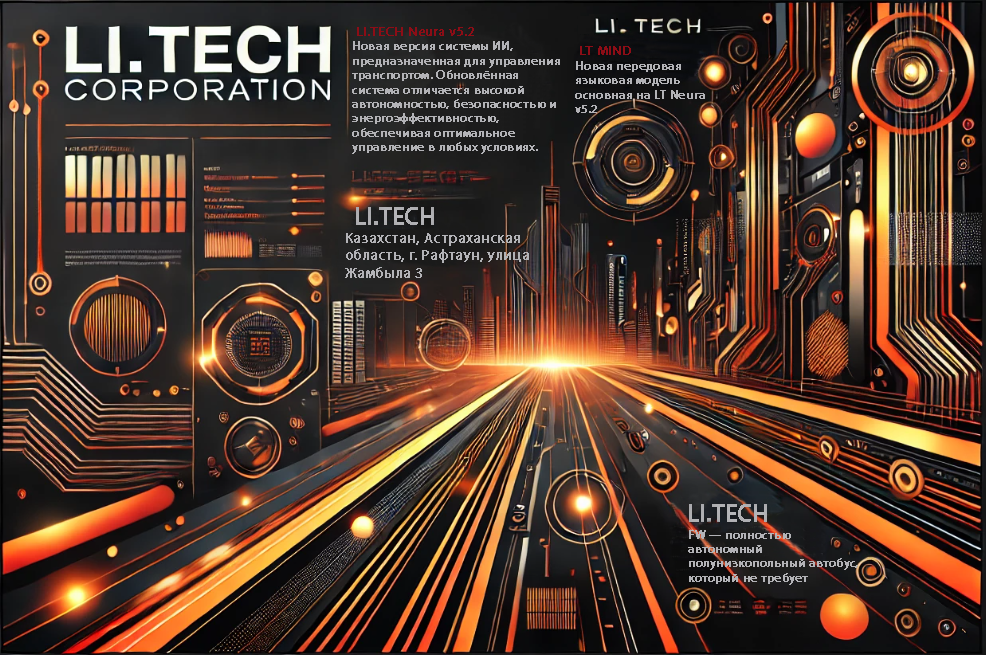 LI.TECH
CORPORATION
LI.TECH Neura v5.2
Новая версия системы ИИ,
предназначенная для управления
транспортом. Обновлённая
система отличается высокой
автономностью, безопасностью и
энергоэффективностью,
обеспечивая оптимальное
управление в любых условиях.
LI.TECH
Казахстан, Астраханская
область, г. Рафтаун, улица
Жамбыла 3
LI.TECH
LT MIND
Новая передовая
языковая модель
основная на LT Neura
v5.2
LI.TECH
FW — полностью
автономный
полунизкопольный автобус,
который не требует